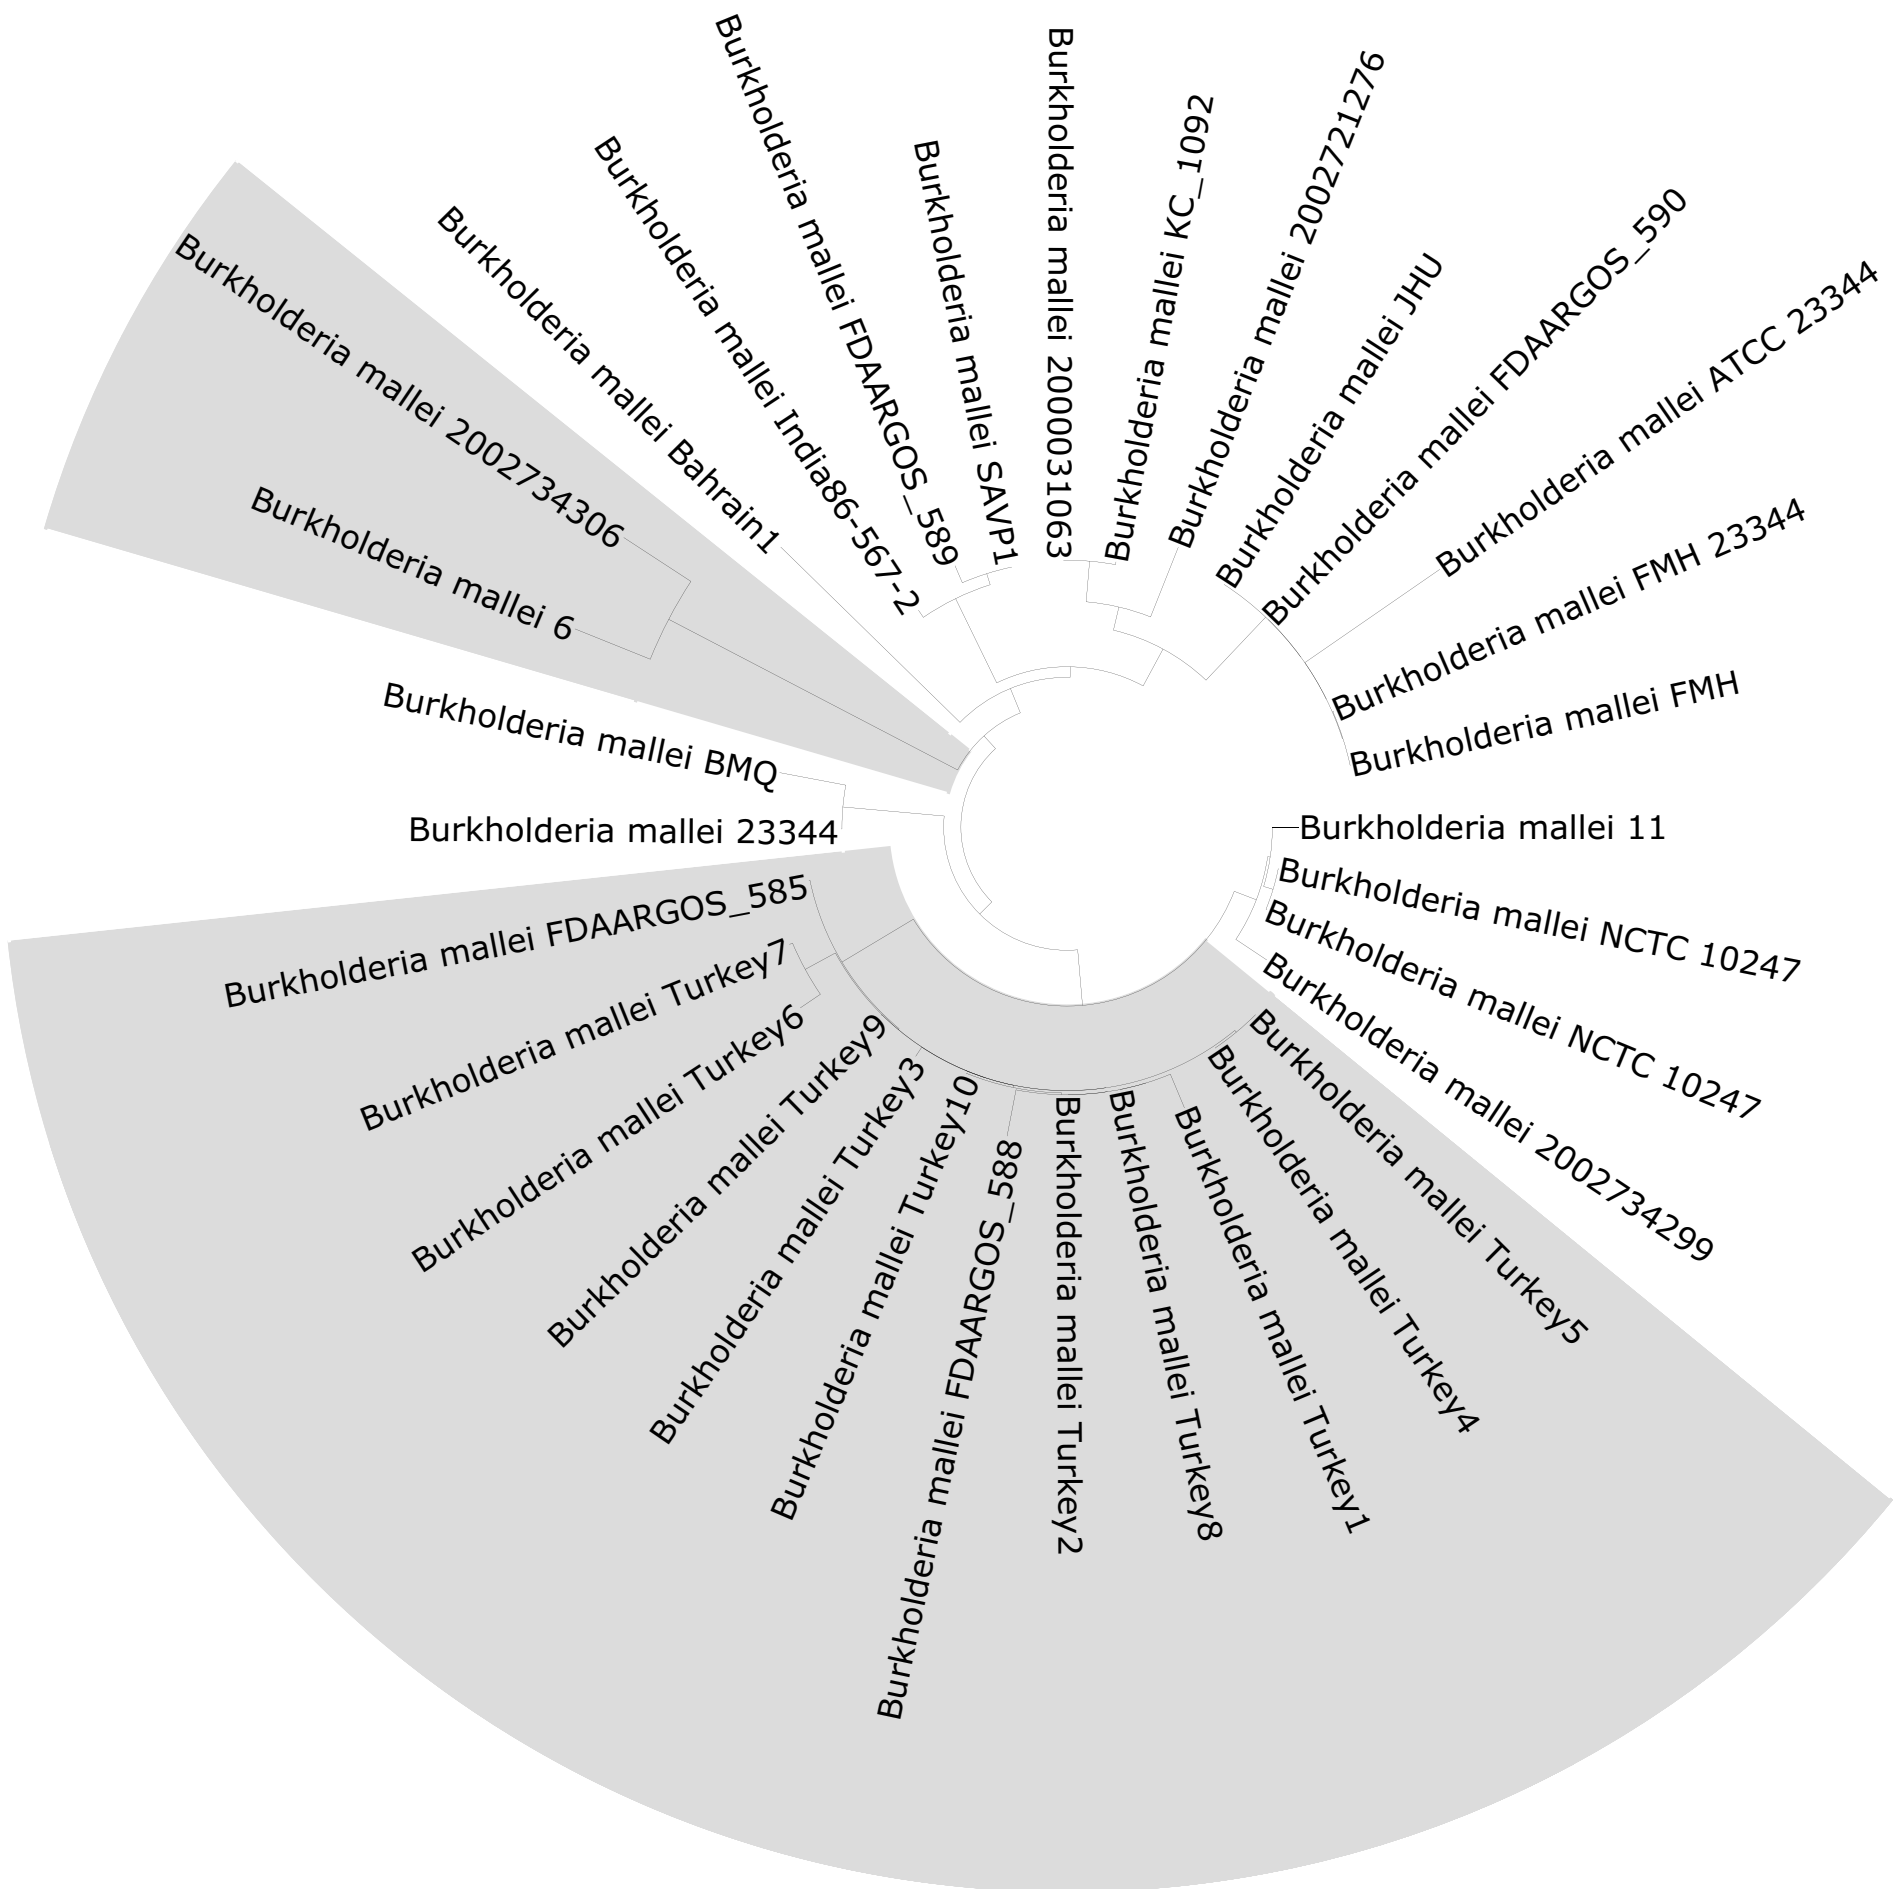 Burkholderia mallei FDAARGOS_589
Burkholderia mallei SAVP1
Burkholderia mallei 2000031063
Burkholderia mallei KC_1092
Burkholderia mallei 2002721276
Burkholderia mallei JHU
Burkholderia mallei FDAARGOS_590
Burkholderia mallei ATCC 23344
Burkholderia mallei FMH 23344
Burkholderia mallei FMH
Burkholderia mallei 11
Burkholderia mallei NCTC 10247
Burkholderia mallei NCTC 10247
Burkholderia mallei 2002734299
Burkholderia mallei Turkey5
Burkholderia mallei Turkey4
Burkholderia mallei Turkey1
Burkholderia mallei Turkey8
Burkholderia mallei Turkey2
Burkholderia mallei FDAARGOS_588
Burkholderia mallei Turkey10
Burkholderia mallei Turkey3
Burkholderia mallei Turkey9
Burkholderia mallei Turkey6
Burkholderia mallei Turkey7
Burkholderia mallei FDAARGOS_585
Burkholderia mallei 23344
Burkholderia mallei BMQ
Burkholderia mallei 6
Burkholderia mallei 2002734306
Burkholderia mallei Bahrain1
Burkholderia mallei India86-567-2